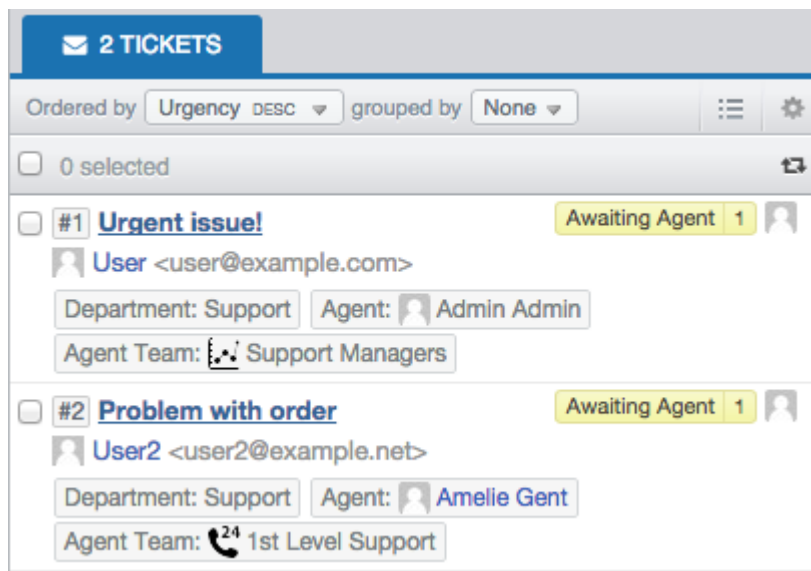 2 TICKETS
Ordered by Urgency DESC grouped by None
0 selected
#1 Urgent issue! Awaiting Agent 1
User <user@example.com>
Department: Support Agent: Admin Admin
Agent Team: Support Managers
#2 Problem with order Awaiting Agent 1
User2 <user2@example.net>
Department: Support Agent: Amelie Gent
Agent Team: 24 1st Level Support